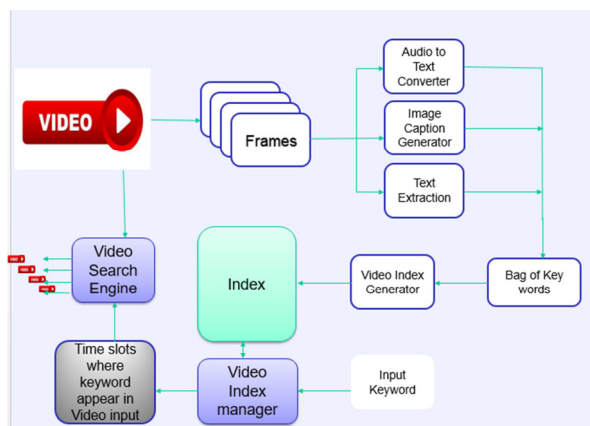 VIDEO
Frames
Audio to
Text
Converter
Image
Caption
Generator
Text
Extraction
Video
Search
Engine
Index
Video Index
Generator
Bag of Key
words
Time slots
where
keyword
appear in
Video input
Video
Index
manager
Input
Keyword